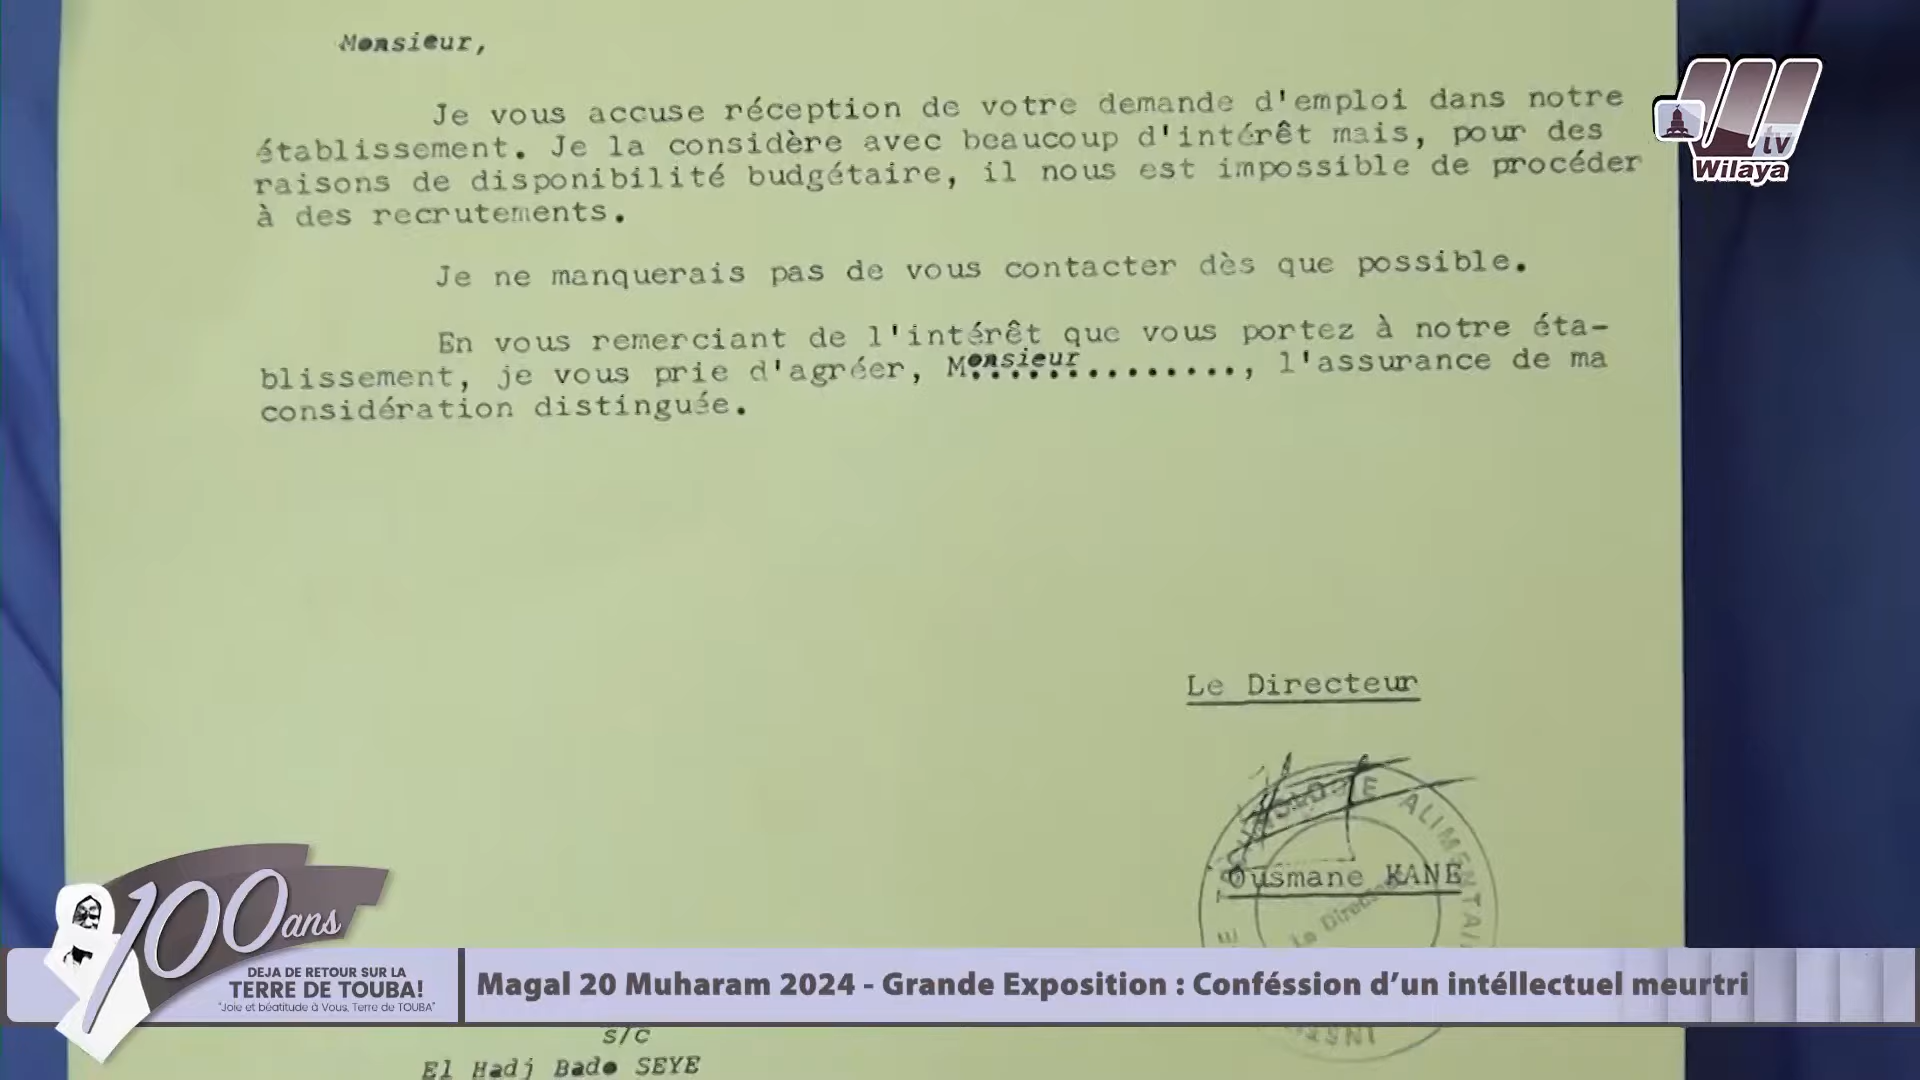 Monsieur,
Je vous accuse réception de votre demande d'emploi dans notre
établissement. Je la considère avec beaucoup d'intérêt mais, pour des
raisons de disponibilité budgétaire, il nous est impossible de procéder
à des recrutements.
Je ne manquerais pas de vous contacter dès que possible.
En vous remerciant de l'intérêt que vous portez à notre éta-
blissement, je vous prie d'agréer, Monsieur..............., l'assurance de ma
considération distinguée.
Le Directeur
ALIMENTAI
Ousmane KANE
Le Directeur
tv
Wilaya
100 ans
DEJA DE RETOUR SUR LA
TERRE DE TOUBA!
"Joie et béatitude à Vous, Terre de TOUBA"
Magal 20 Muharam 2024 - Grande Exposition : Conféssion d’un intéllectuel meurtri
s/c
El Hadj Bado SEYE